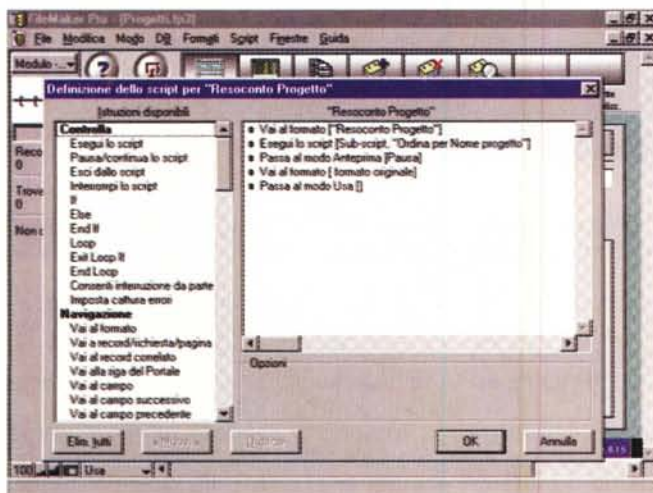 FileMaker Pro - [Progetti.fp3]
File Modifica Modo DB Formati Script Finestre Guida
Modulo
Definizione dello script per "Resoconto Progetto"
Istruzioni disponibili
Controlla
Esegui lo script
Pausa/continua lo script
Esci dallo script
Interrompi lo script
If
Else
End If
Loop
Exit Loop If
End Loop
Consenti interruzione da parte
Imposta cattura errori
Navigazione
Vai al formato
Vai a record/richiesta/pagina
Vai al record correlato
Vai alla riga del Portale
Vai al campo
Vai al campo successivo
Vai al campo precedente
"Resoconto Progetto"
Vai al formato ["Resoconto Progetto"]
Esegui lo script [Sub-script, "Ordina per Nome progetto"]
Passa al modo Anteprima [Pausa]
Vai al formato [ formato originale]
Passa al modo Usa []
Opzioni
Elim. tutti
Duplica
OK
Annulla
Reco
0
Trove
0
Non o
100
Usa